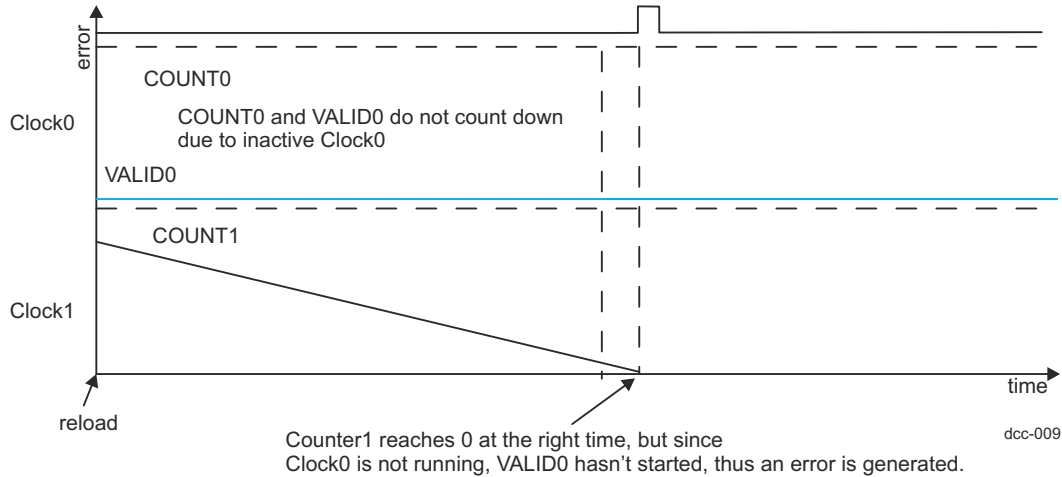 error
COUNT0
Clock0
COUNT0 and VALID0 do not count down
due to inactive Clock0
VALID0
COUNT1
Clock1
time
reload
dcc-009
Counter1 reaches 0 at the right time, but since
Clock0 is not running, VALID0 hasn't started, thus an error is generated.